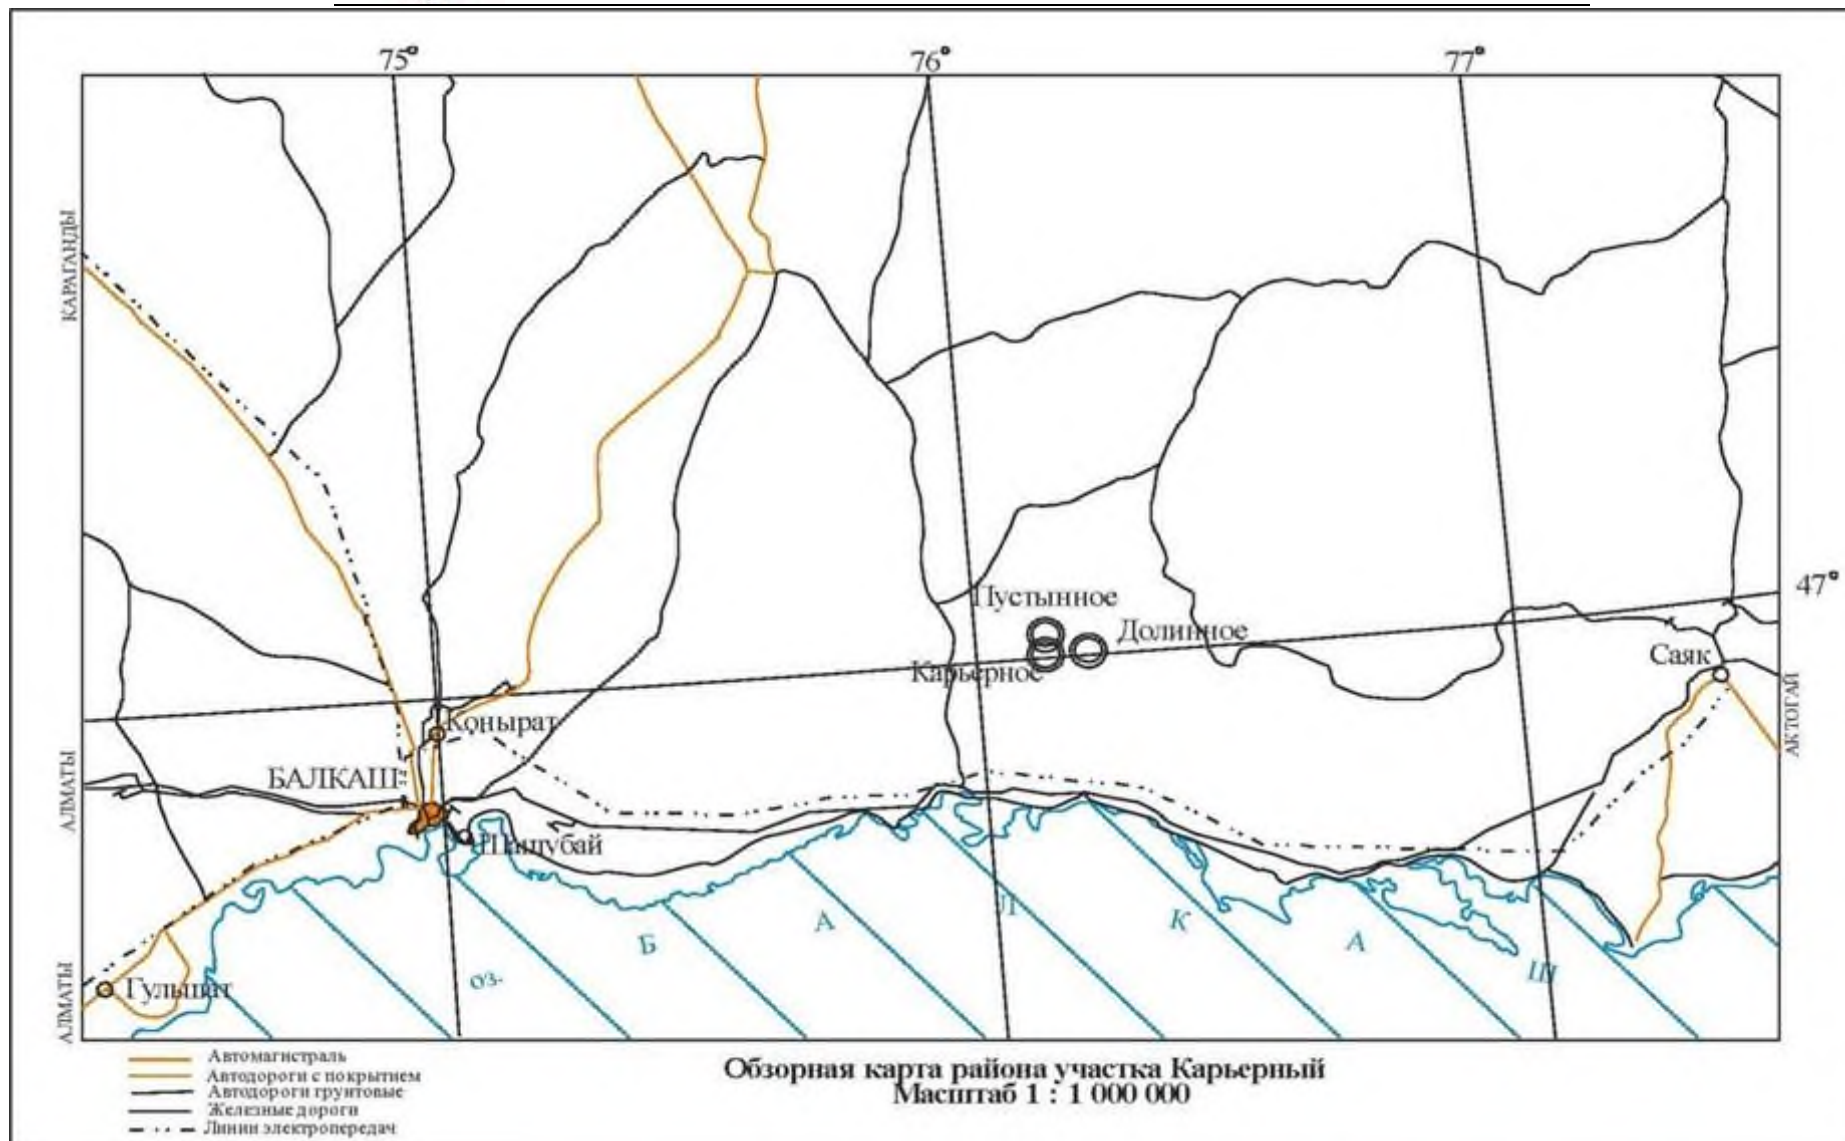 75°
76°
77°
КАРАГАНДЫ
47°
Пустынное
Долинное
Карьерное
Саяк
Конырат
БАЛКАШ
АЛМАТЫ
АКТОГАЙ
Шашубай
Б
А
Л
К
А
Ш
оз-
Гульшат
АЛМАТЫ
Автомагистраль
Автодороги с покрытием
Автодороги грунтовые
Железные дороги
Линии электропередач
Обзорная карта района участка Карьерный
Масштаб 1 : 1 000 000